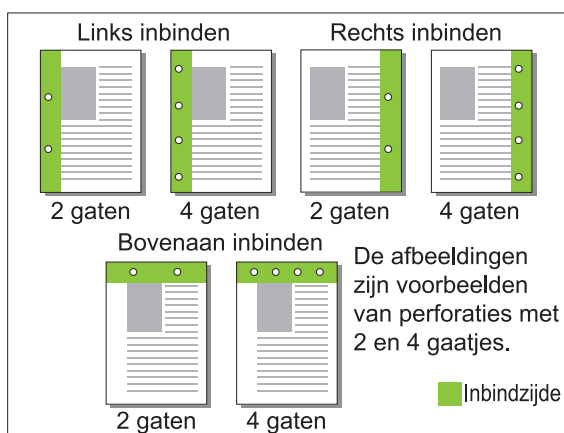 Links inbinden
Rechts inbinden
2 gaten
4 gaten
2 gaten
4 gaten
Bovenaan inbinden
De afbeeldingen
zijn voorbeelden
van perforaties met
2 en 4 gaatjes.
Inbindzijde
2 gaten
4 gaten